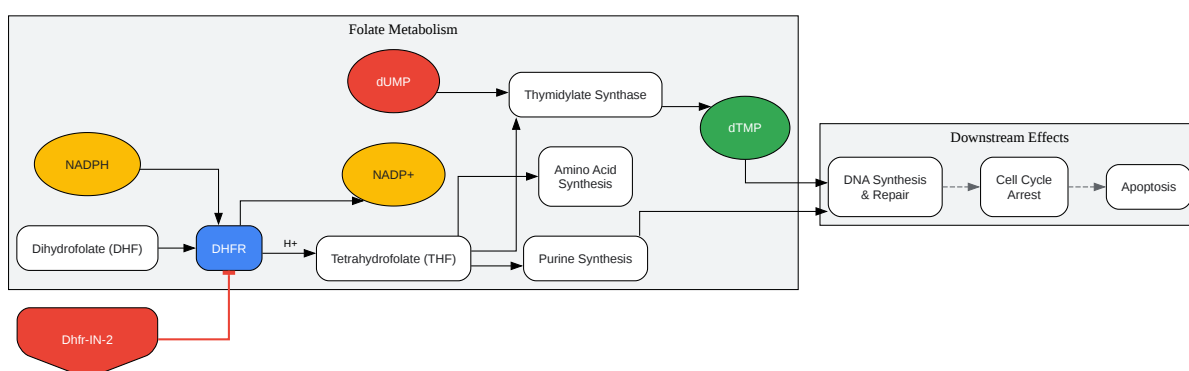 Folate Metabolism
dUMP
Thymidylate Synthase
dTMP
Downstream Effects
NADPH
NADP+
Amino Acid
Synthesis
DNA Synthesis
& Repair
Cell Cycle
Arrest
Apoptosis
Dihydrofolate (DHF)
DHFR
H+
Tetrahydrofolate (THF)
Purine Synthesis
Dhfr-IN-2